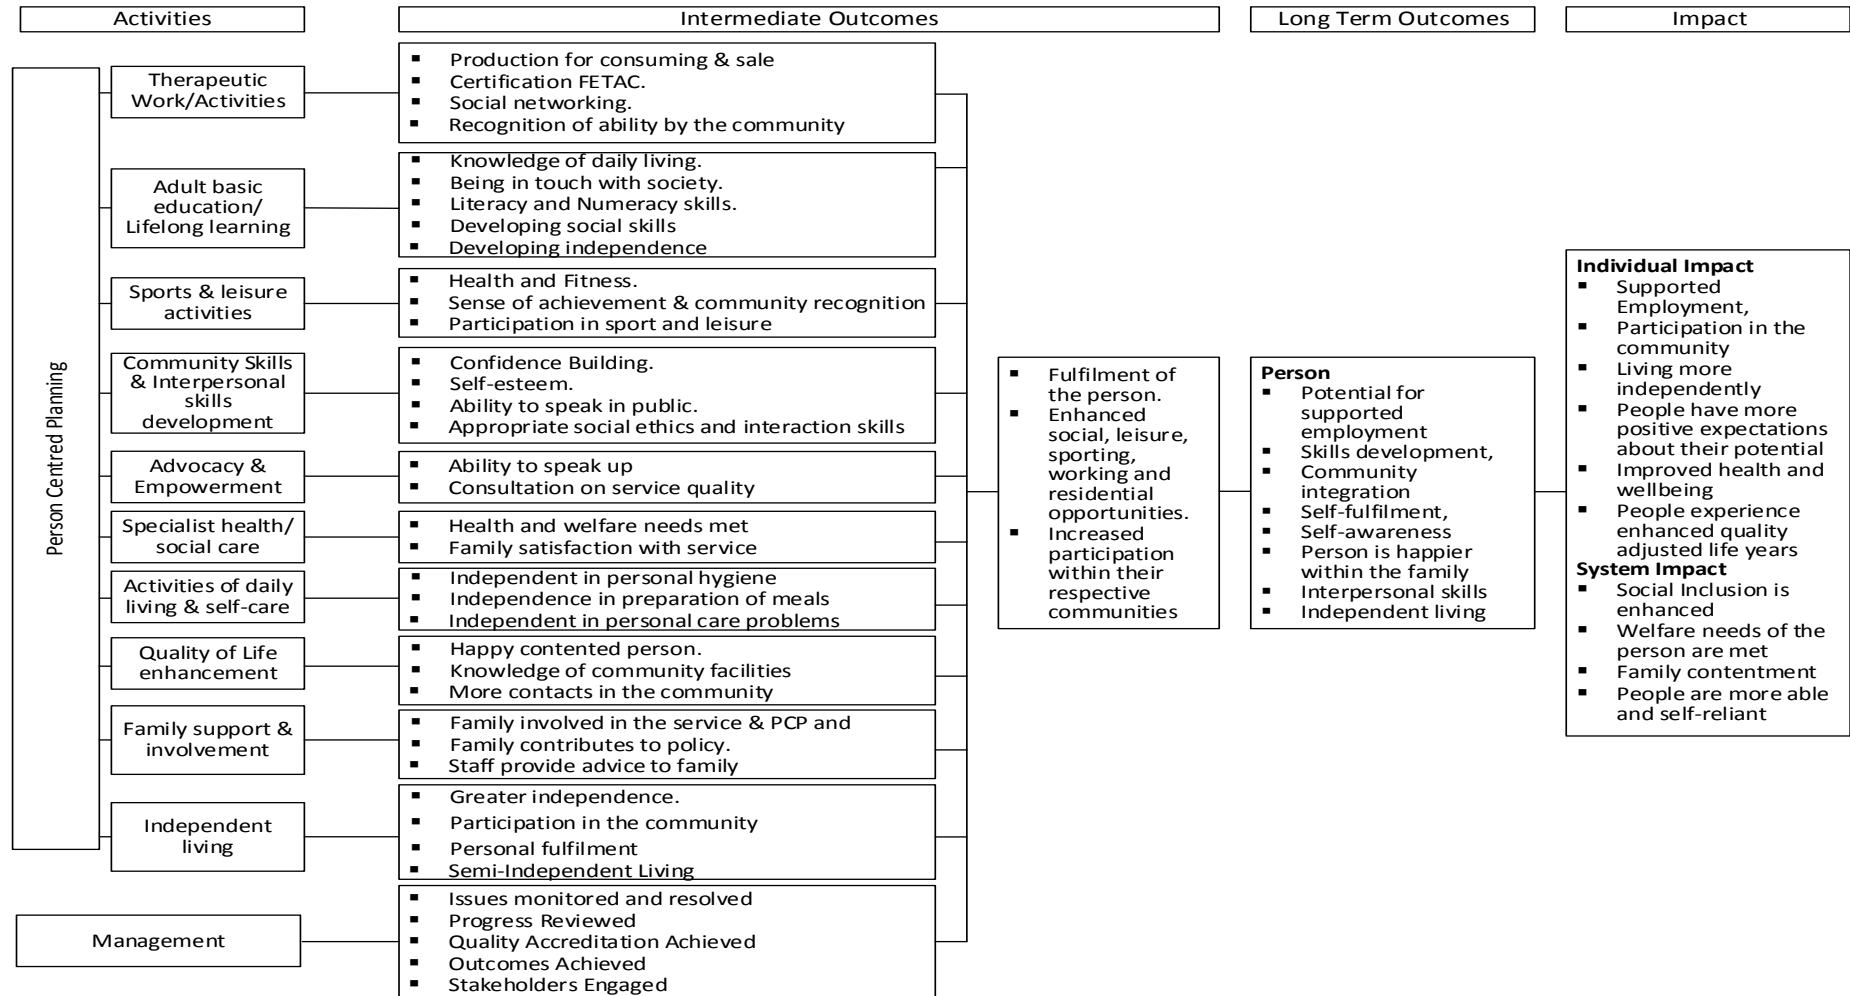 Activities
Intermediate Outcomes
Long Term Outcomes
Impact
Person Centred Planning
Therapeutic
Work/Activities
▪ Production for consuming & sale
▪ Certification FETAC.
▪ Social networking.
▪ Recognition of ability by the community
Adult basic
education/
Lifelong learning
▪ Knowledge of daily living.
▪ Being in touch with society.
▪ Literacy and Numeracy skills.
▪ Developing social skills
▪ Developing independence
Sports & leisure
activities
▪ Health and Fitness.
▪ Sense of achievement & community recognition
▪ Participation in sport and leisure
Community Skills
& Interpersonal
skills
development
▪ Confidence Building.
▪ Self-esteem.
▪ Ability to speak in public.
▪ Appropriate social ethics and interaction skills
Advocacy &
Empowerment
▪ Ability to speak up
▪ Consultation on service quality
Specialist health/
social care
▪ Health and welfare needs met
▪ Family satisfaction with service
Activities of daily
living & self-care
▪ Independent in personal hygiene
▪ Independence in preparation of meals
▪ Independent in personal care problems
Quality of Life
enhancement
▪ Happy contented person.
▪ Knowledge of community facilities
▪ More contacts in the community
Family support &
involvement
▪ Family involved in the service & PCP and
▪ Family contributes to policy.
▪ Staff provide advice to family
Independent
living
▪ Greater independence.
▪ Participation in the community
▪ Personal fulfilment
▪ Semi-Independent Living
Management
▪ Issues monitored and resolved
▪ Progress Reviewed
▪ Quality Accreditation Achieved
▪ Outcomes Achieved
▪ Stakeholders Engaged
▪ Fulfilment of
the person.
▪ Enhanced
social, leisure,
sporting,
working and
residential
opportunities.
▪ Increased
participation
within their
respective
communities
Person
▪ Potential for
supported
employment
▪ Skills development,
▪ Community
integration
▪ Self-fulfilment,
▪ Self-awareness
▪ Person is happier
within the family
▪ Interpersonal skills
▪ Independent living
Individual Impact
▪ Supported
Employment,
▪ Participation in the
community
▪ Living more
independently
▪ People have more
positive expectations
about their potential
▪ Improved health and
wellbeing
▪ People experience
enhanced quality
adjusted life years
System Impact
▪ Social Inclusion is
enhanced
▪ Welfare needs of the
person are met
▪ Family contentment
▪ People are more able
and self-reliant